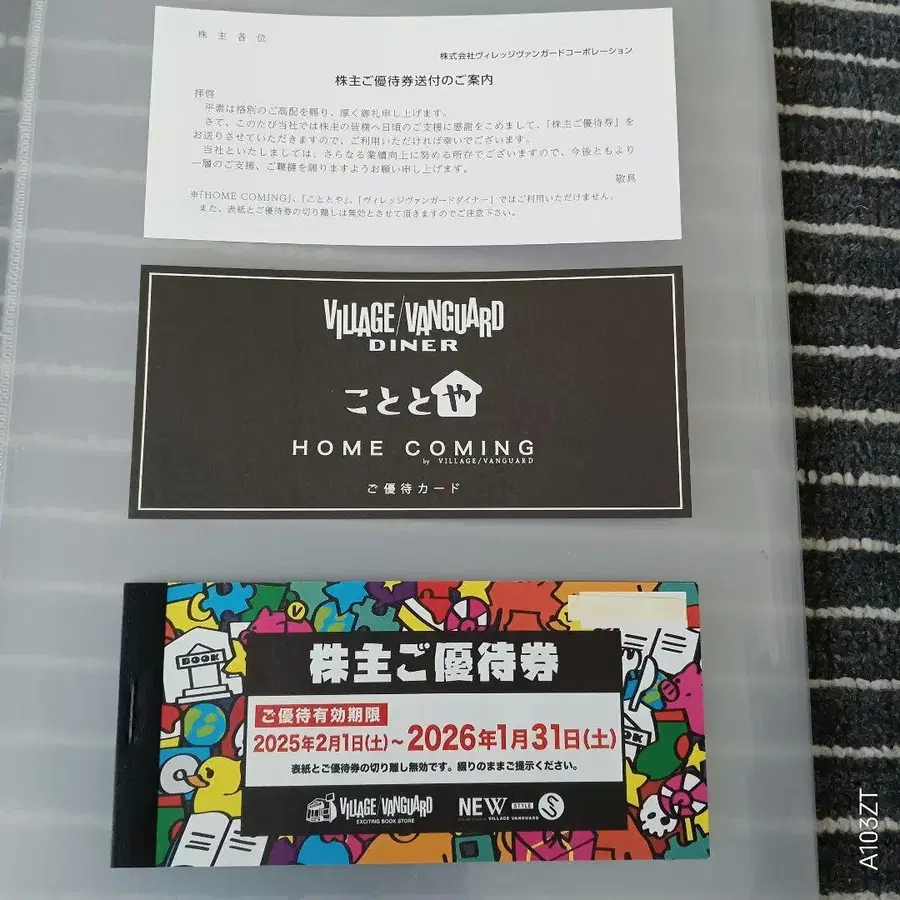 株主各位
株式会社ヴィレッジヴァンガードコーポレーション
株主ご優待券送付のご案内
拝啓
平素は格別のご高配を賜り、厚く御礼申し上げます。
さて、このたび当社では株主の皆様へ日頃のご支援に感謝をこめまして、「株主ご優待券」を
お送りさせていただきますので、ご利用いただければ幸いでございます。
当社といたしましては、さらなる業績向上に努める所存でございますので、今後ともより
一層のご支援、ご鞭撻を賜りますようお願い申し上げます。
敬具
※「HOME COMING」、「こととや」、「ヴィレッジヴァンガードダイナー」ではご利用いただけません。
また、表紙とご優待券の切り離しは無効とさせて頂きますのでご注意下さい。
VILLAGE/VANGUARD
DINER
こととや
HOME COMING
by VILLAGE/VANGUARD
ご優待カード
BOOK
株主ご優待券
ご優待有効期限
2025年2月1日(土)~2026年1月31日(土)
表紙とご優待券の切り離し無効です。綴りのままご提示ください。
VILLAGE/VANGUARD
EXCITING BOOK STORE
NEW STYLE
VILLAGE VANGUARD
A103ZT